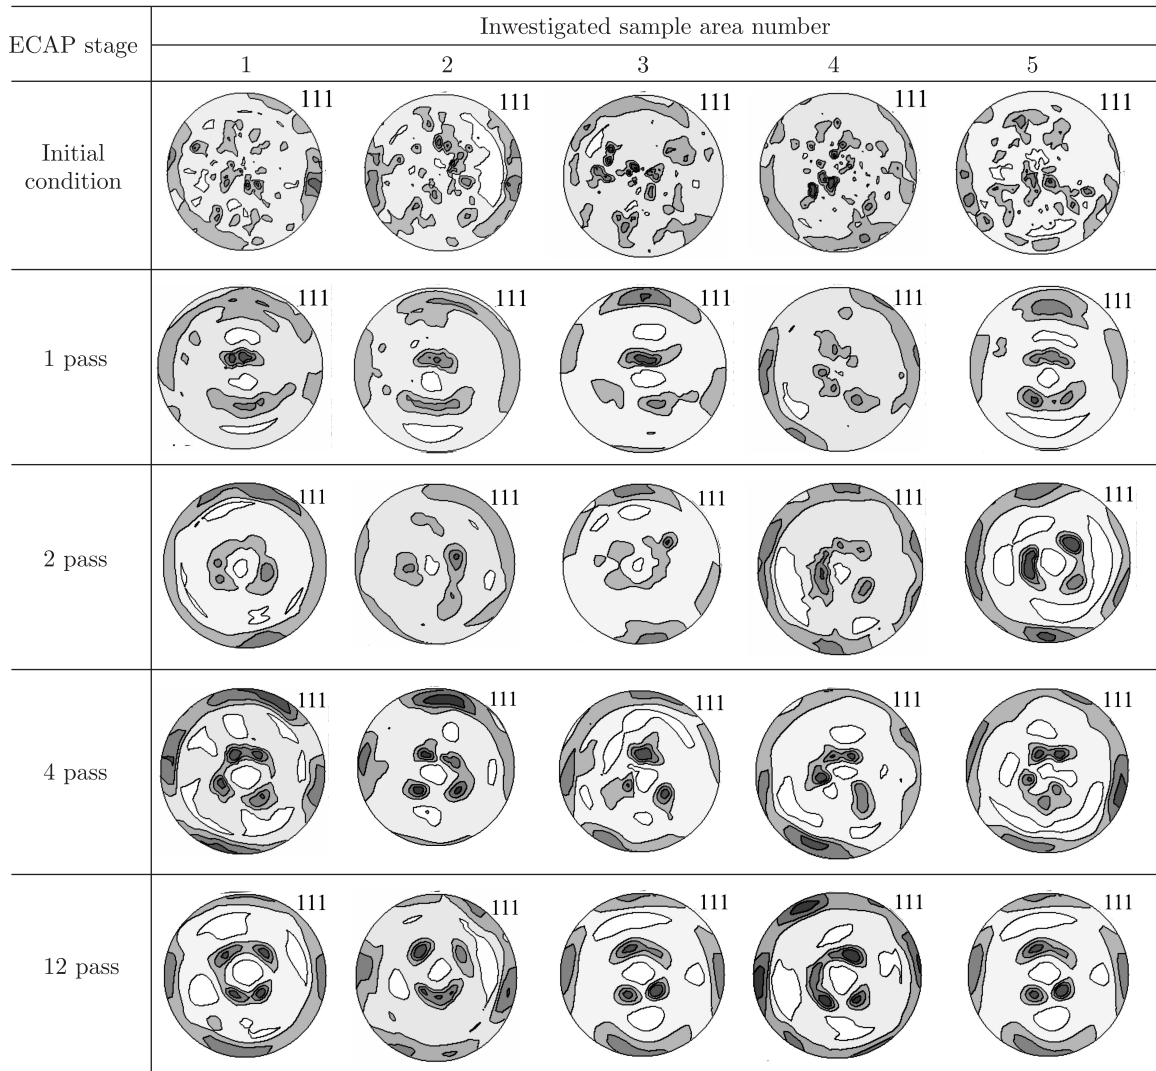 ECAP stage
Inwestigated sample area number
1 2 3 4 5
Initial
condition
111 111 111 111 111
1 pass
111 111 111 111 111
2 pass
111 111 111 111 111
4 pass
111 111 111 111 111
12 pass
111 111 111 111 111